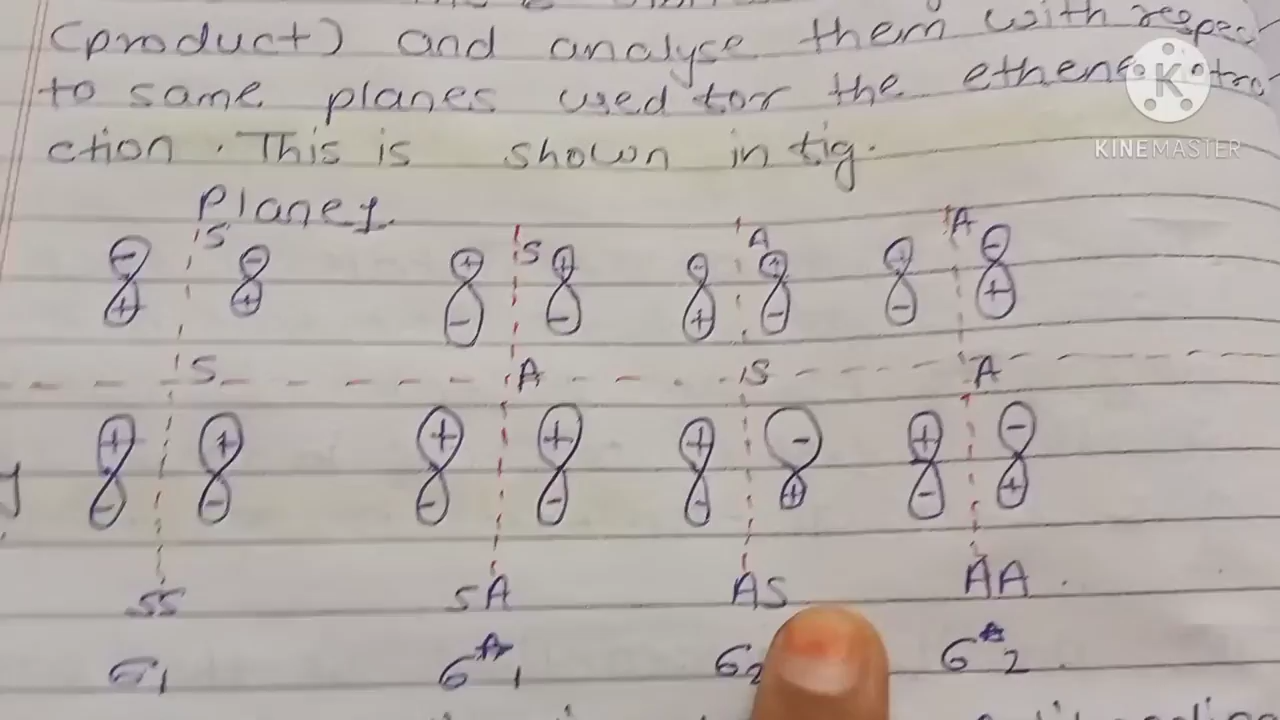 (product) and analyse them with respec
to same planes used for the ethene
ction. This is shown in fig.
KINEMASTER
Plane 1.
S S A A
- - + + - + + -
+ + - - + - - +
S A S A
+ + + + + - + -
- - - - - + - +
SS SA AS AA.
σ1 σ*1 σ2 σ*2.